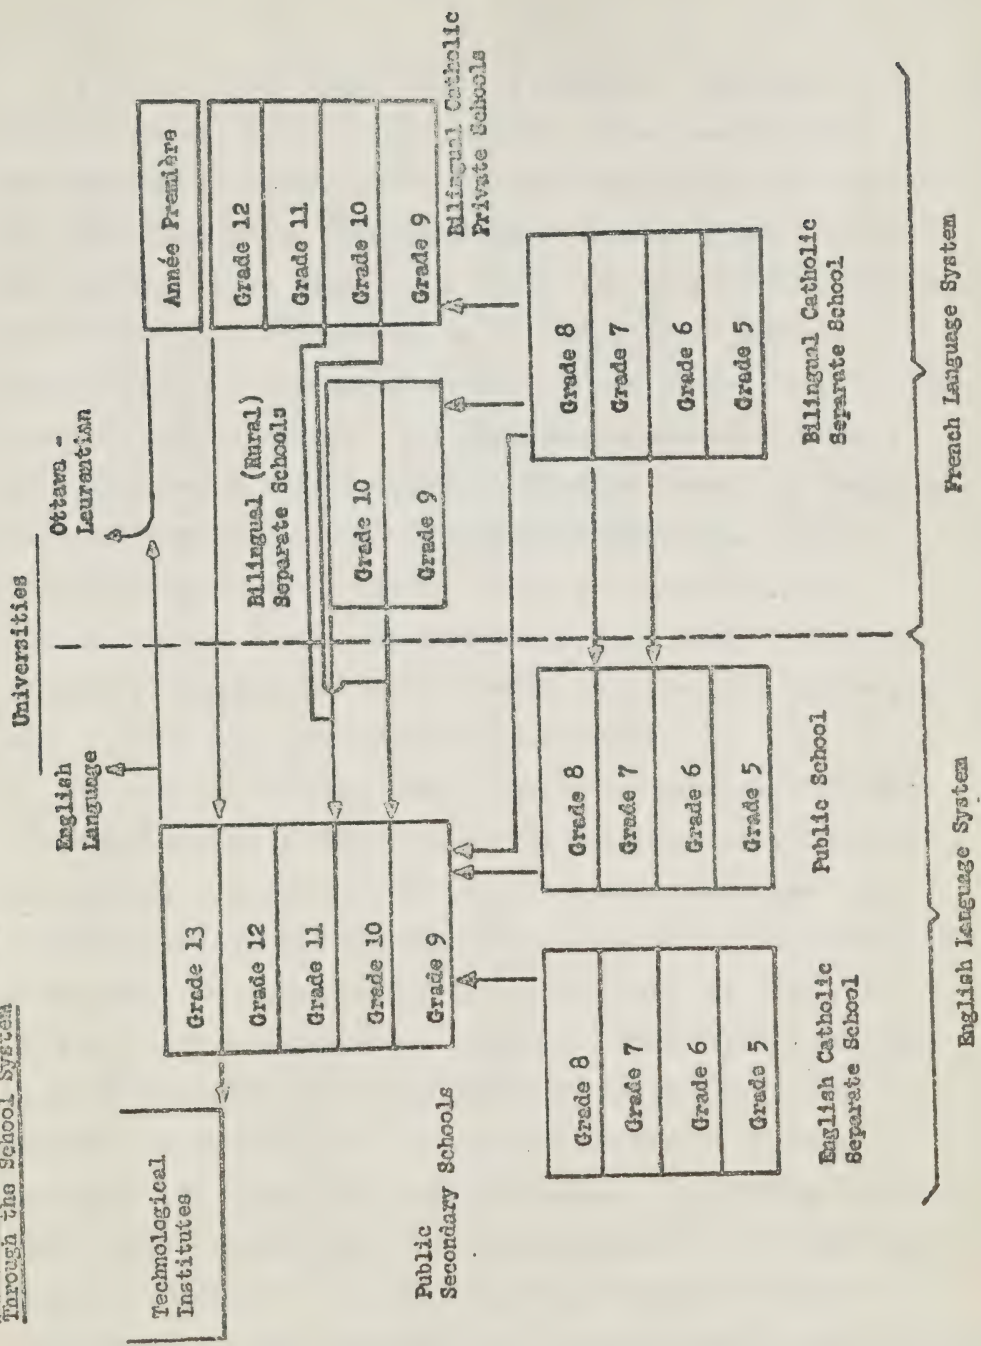 Through the School System
Universities
English
Language
Ottawa -
Laurentian
Technological
Institutes
Grade 13
Grade 12
Grade 11
Grade 10
Grade 9
Public
Secondary Schools
Bilingual (Rural)
Separate Schools
Grade 10
Grade 9
Année Première
Grade 12
Grade 11
Grade 10
Grade 9
Bilingual Catholic
Private Schools
Grade 8
Grade 7
Grade 6
Grade 5
English Catholic
Separate School
Grade 8
Grade 7
Grade 6
Grade 5
Public School
Grade 8
Grade 7
Grade 6
Grade 5
Bilingual Catholic
Separate School
English Language System
French Language System